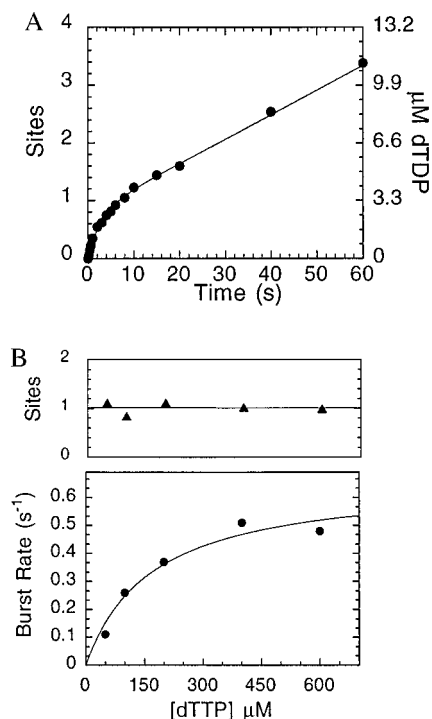 A
4
3
2
1
0
Sites
13.2
9.9
6.6
3.3
0
µM dTDP
0 10 20 30 40 50 60
Time (s)
B
2
1
0
Sites
0.6
0.5
0.4
0.3
0.2
0.1
0
Burst Rate (s⁻¹)
0 150 300 450 600
[dTTP] µM